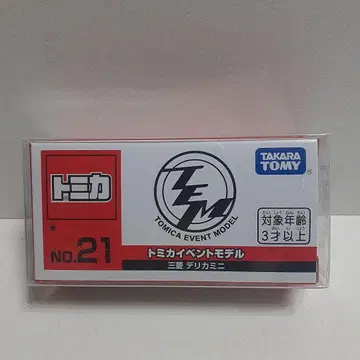 トミカ
TEM
TOMICA EVENT MODEL
TAKARA
TOMY
対象年齢
3才以上
NO.21
トミカイベントモデル
三菱 デリカミニ